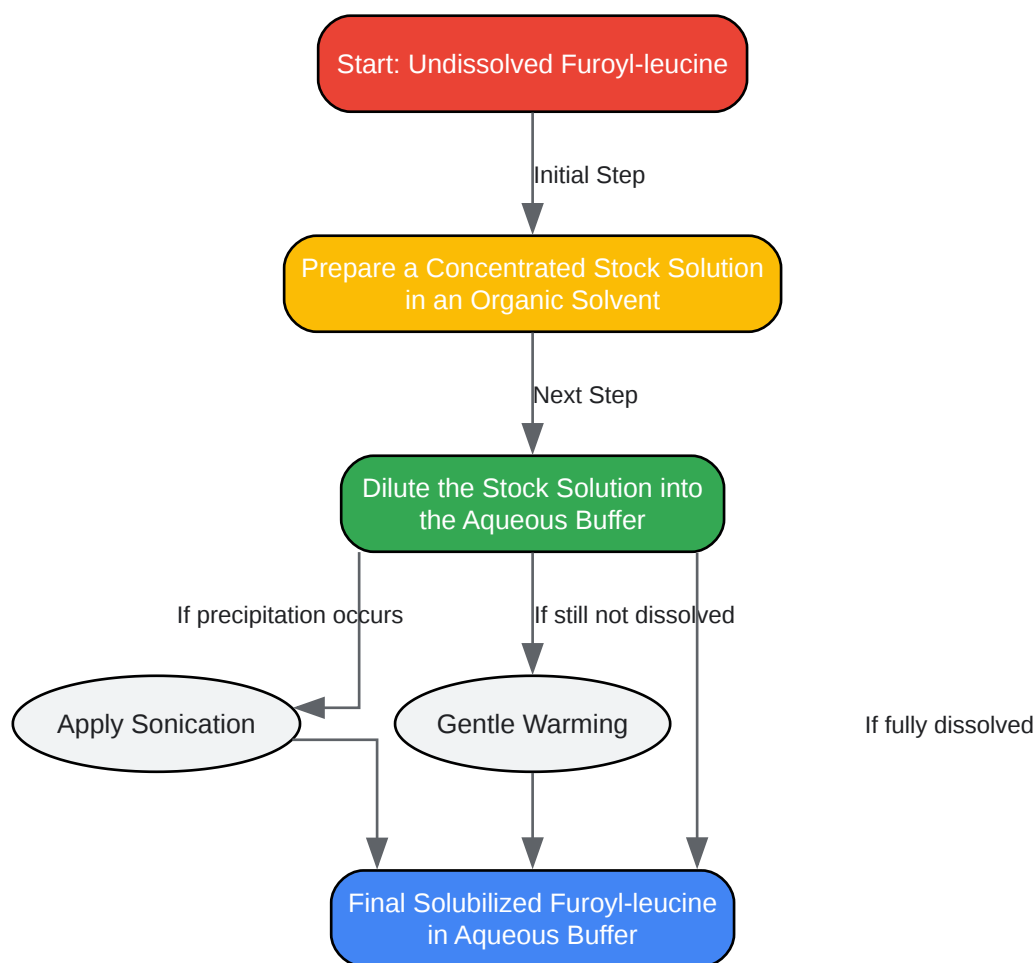 Start: Undissolved Furoyl-leucine
Initial Step
Prepare a Concentrated Stock Solution
in an Organic Solvent
Next Step
Dilute the Stock Solution into
the Aqueous Buffer
If precipitation occurs
If still not dissolved
Apply Sonication
Gentle Warming
If fully dissolved
Final Solubilized Furoyl-leucine
in Aqueous Buffer